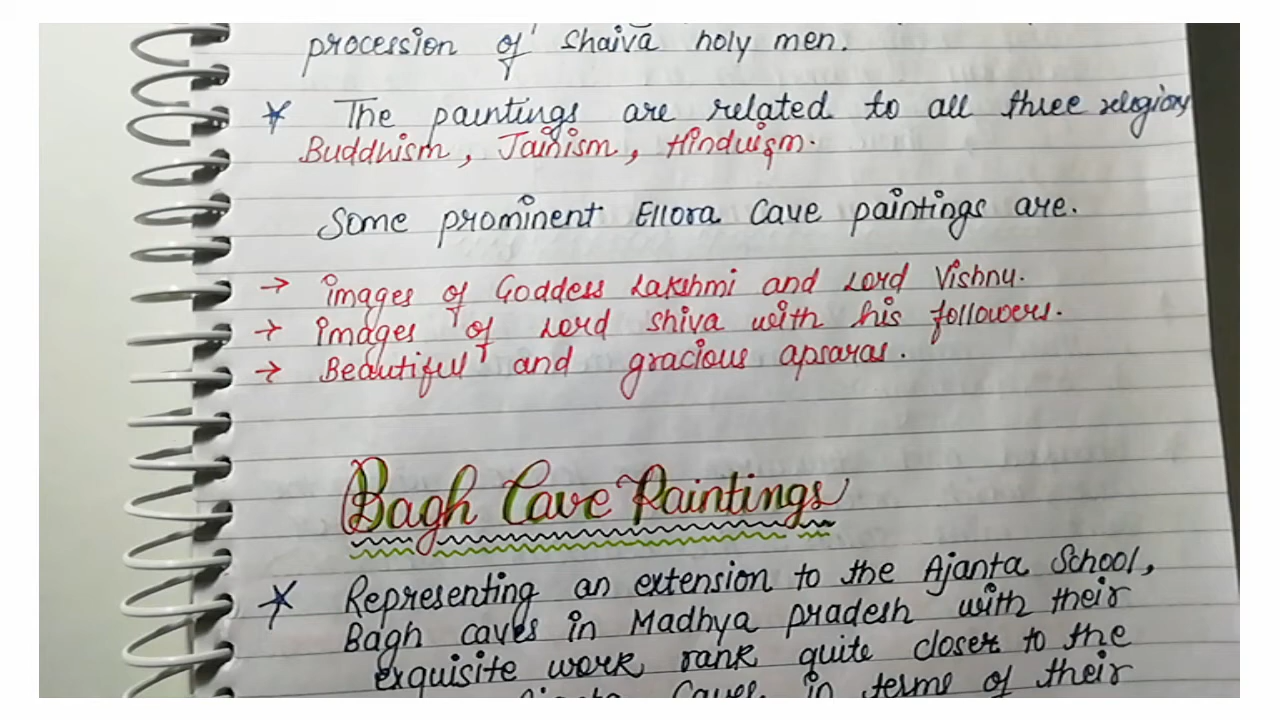 procession of shaiva holy men.
* The paintings are related to all three religion
Buddhism, Jainism, Hinduism.
Some prominent Ellora Cave paintings are.
→ images of Goddess Lakshmi and Lord Vishnu.
→ images of Lord Shiva with his followers.
→ Beautiful and gracious apsaras.
Bagh Cave Paintings
* Representing an extension to the Ajanta School,
Bagh caves in Madhya pradesh with their
exquisite work rank quite closer to the
Caves in terms of their